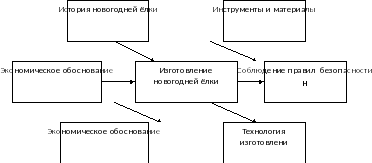 История новогодней ёлки
Инструменты и материалы
Экономическое обоснование
Изготовление
новогодней ёлки
Соблюдение правил безопасности
н
Экономическое обоснование
Технология
изготовлени